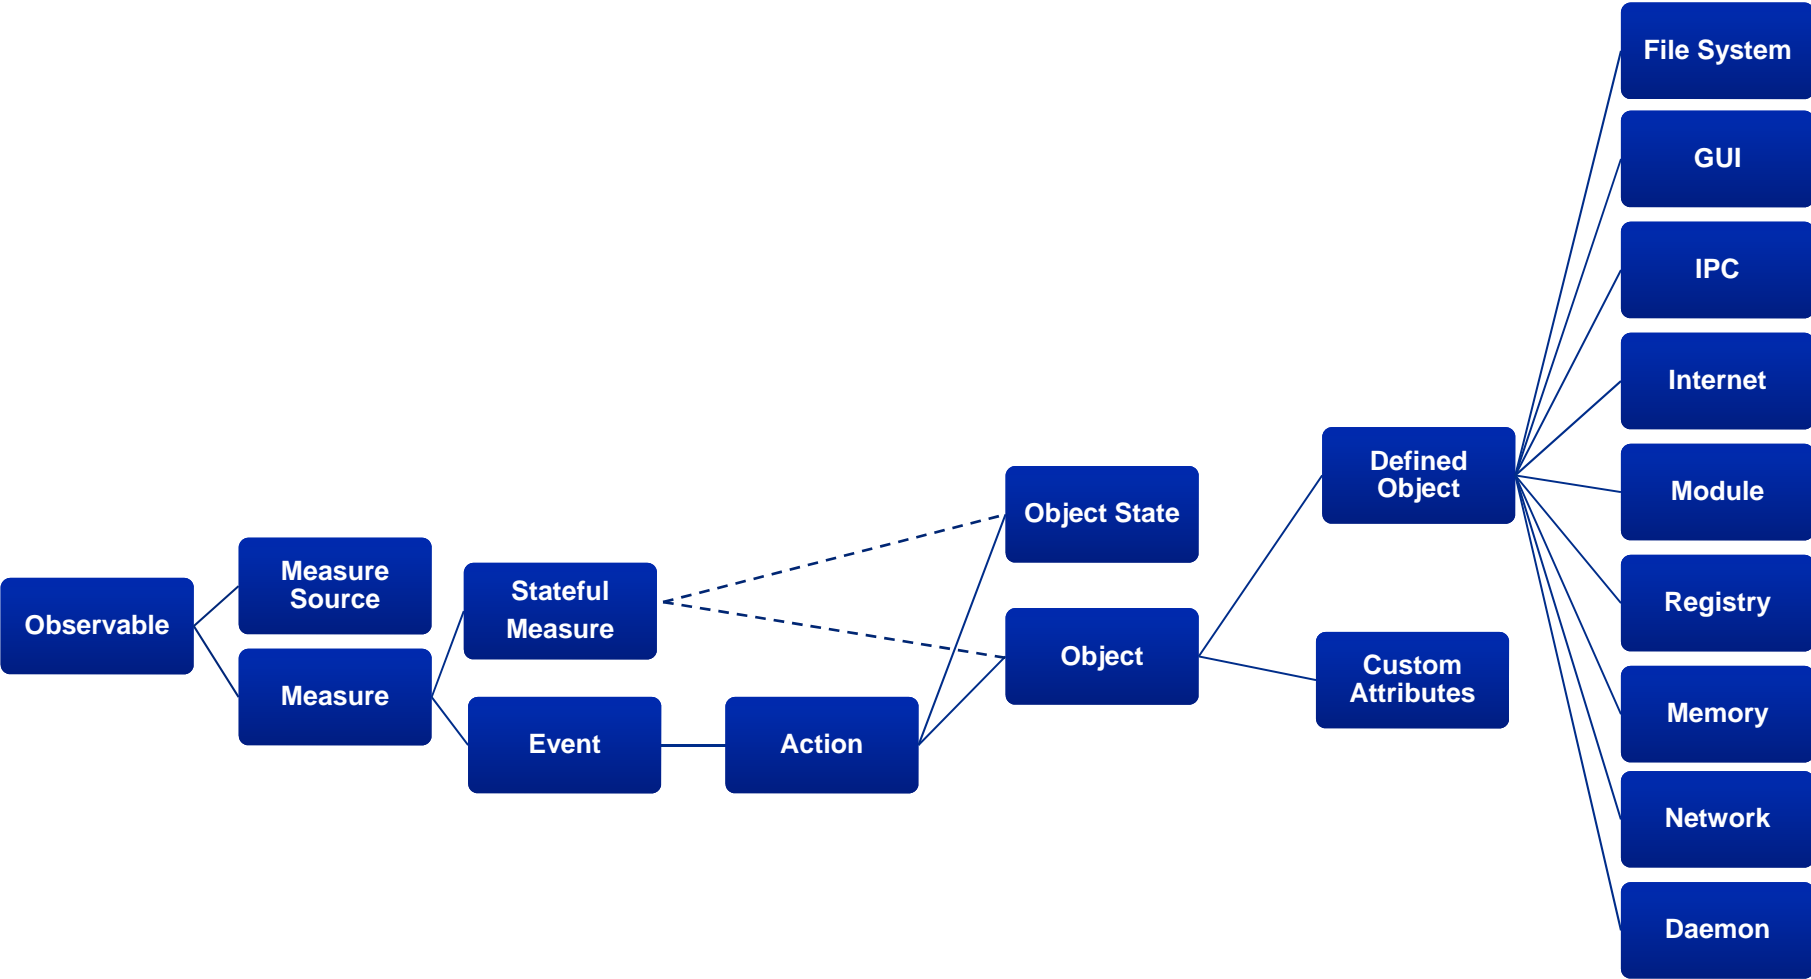 Observable
Measure
Source
Measure
Stateful
Measure
Event
Action
Object State
Object
Defined
Object
Custom
Attributes
File System
GUI
IPC
Internet
Module
Registry
Memory
Network
Daemon